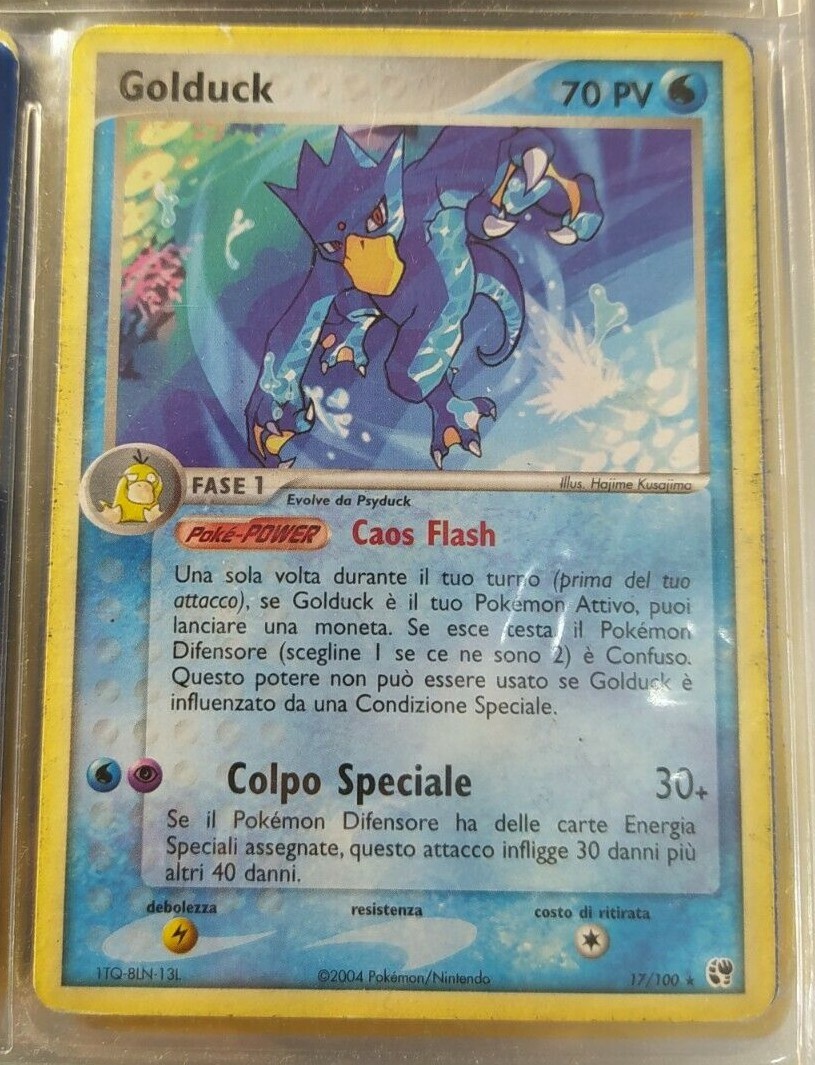 Golduck 70 PV
FASE 1 Illus. Hajime Kusajima
Evolve da Psyduck
Poké-POWER Caos Flash
Una sola volta durante il tuo turno (prima del tuo
attacco), se Golduck è il tuo Pokémon Attivo, puoi
lanciare una moneta. Se esce testa, il Pokémon
Difensore (scegline 1 se ce ne sono 2) è Confuso.
Questo potere non può essere usato se Golduck è
influenzato da una Condizione Speciale.
Colpo Speciale 30+
Se il Pokémon Difensore ha delle carte Energia
Speciali assegnate, questo attacco infligge 30 danni più
altri 40 danni.
debolezza resistenza costo di ritirata
1TQ-8LN-13L ©2004 Pokémon/Nintendo 17/100 ★